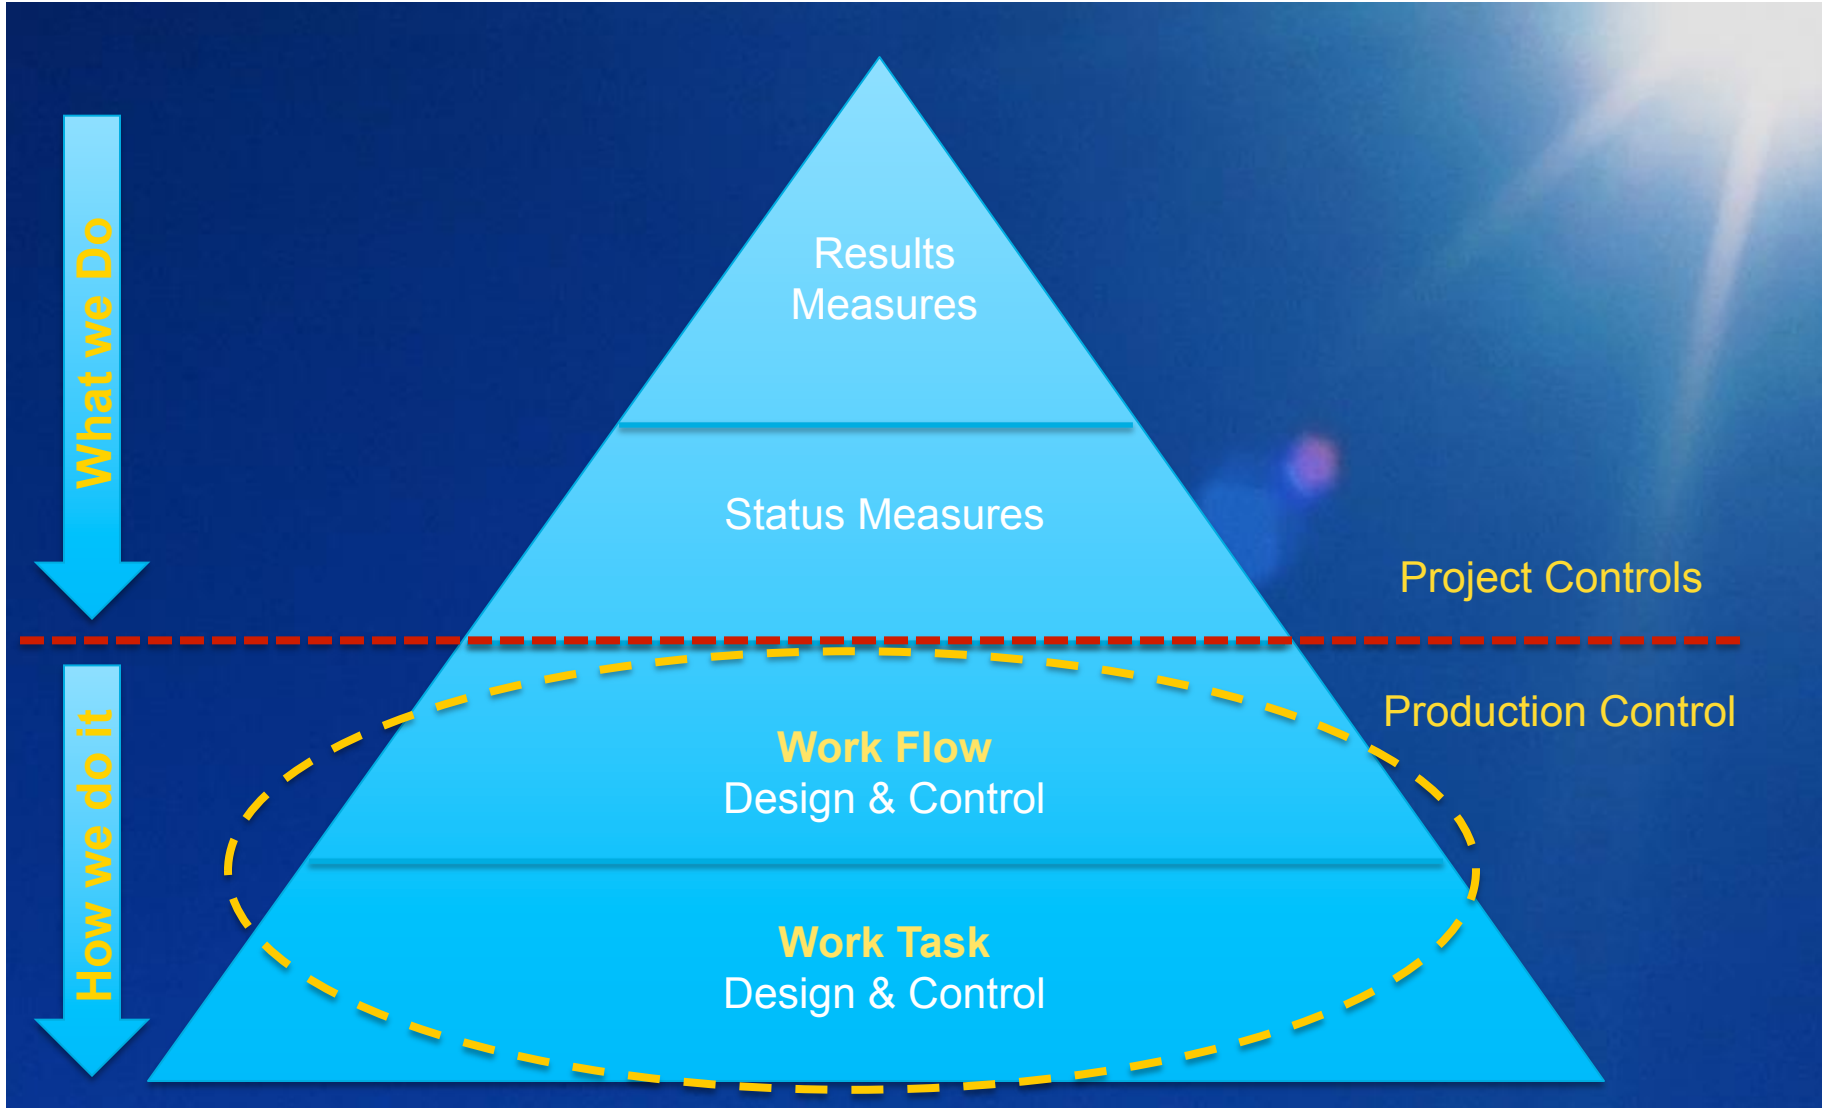 What we Do
Results
Measures
Status Measures
Project Controls
Production Control
How we do it
Work Flow
Design & Control
Work Task
Design & Control